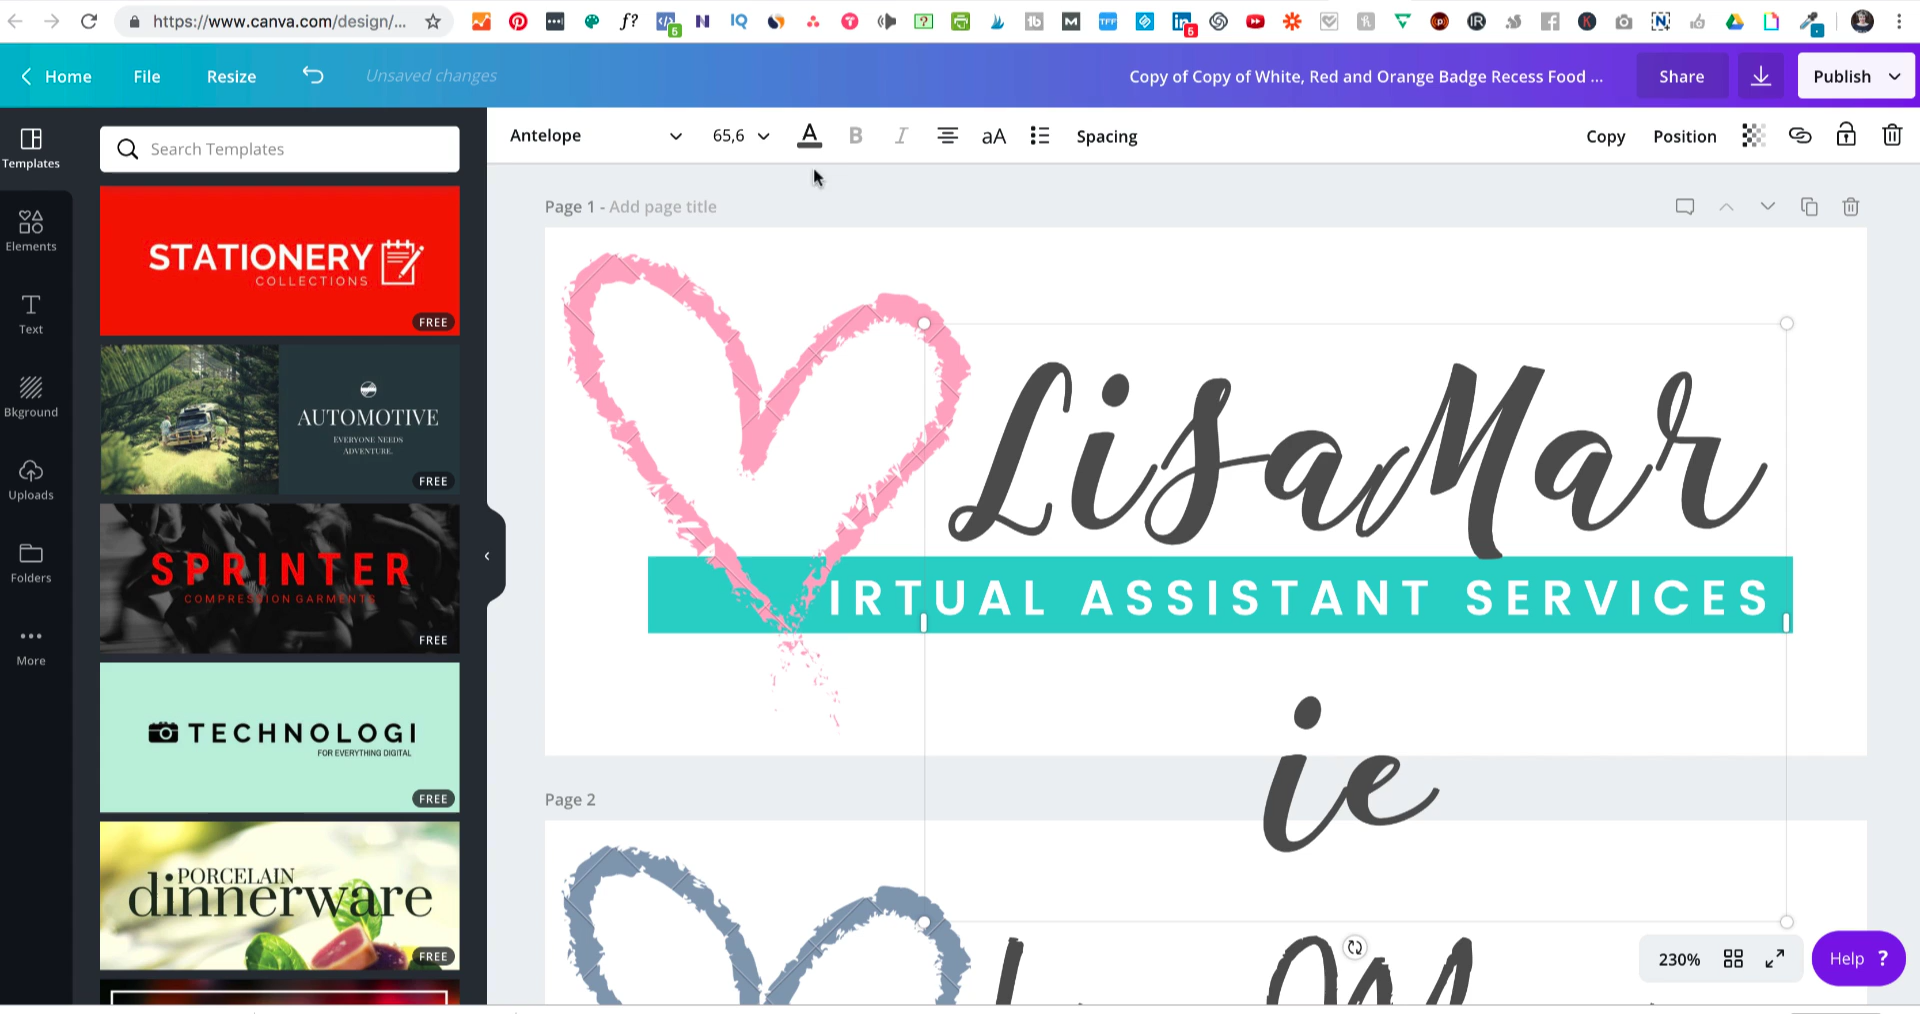 https://www.canva.com/design/...
Home
File
Resize
Unsaved changes
Copy of Copy of White, Red and Orange Badge Recess Food ...
Share
Publish
Antelope
65,6
A
B
I
aA
Spacing
Copy
Position
Templates
Elements
Text
Bkground
Uploads
Folders
More
Search Templates
STATIONERY
COLLECTIONS
FREE
AUTOMOTIVE
EVERYONE NEEDS
ADVENTURE.
FREE
SPRINTER
COMPRESSION GARMENTS
FREE
TECHNOLOGI
FOR EVERYTHING DIGITAL
FREE
PORCELAIN
dinnerware
FREE
Page 1 - Add page title
LisaMar
IRTUAL ASSISTANT SERVICES
ie
Page 2
230%
Help ?